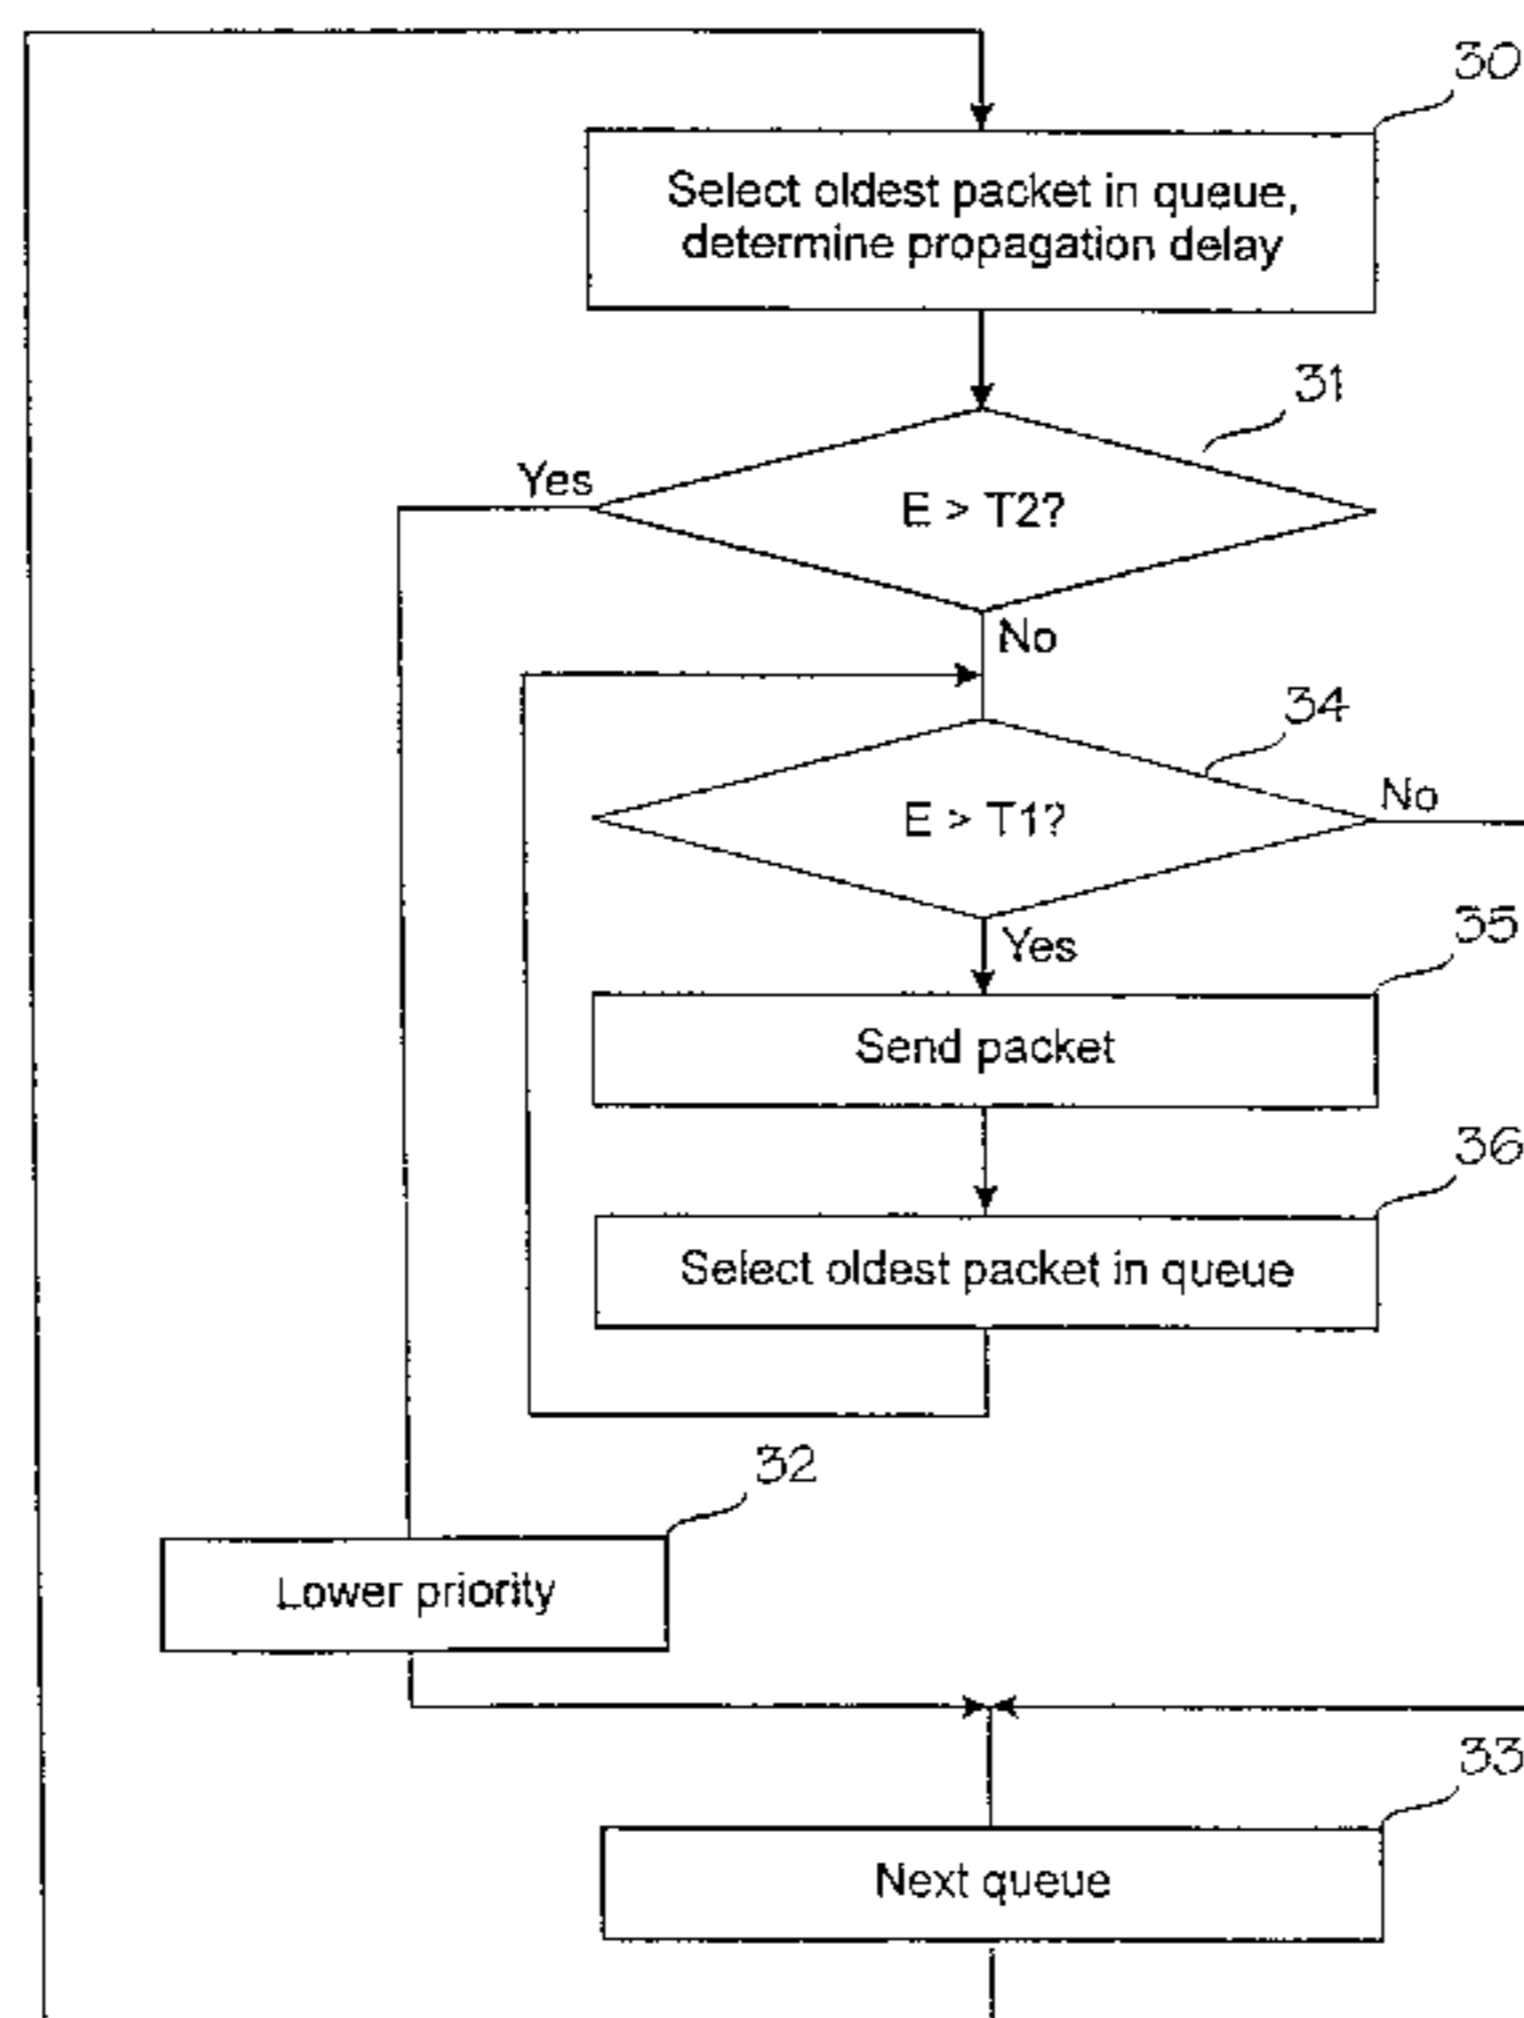 30
Select oldest packet in queue,
determine propagation delay
31
Yes
E > T2?
No
34
E > T1?
No
Yes
35
Send packet
36
Select oldest packet in queue
32
Lower priority
33
Next queue